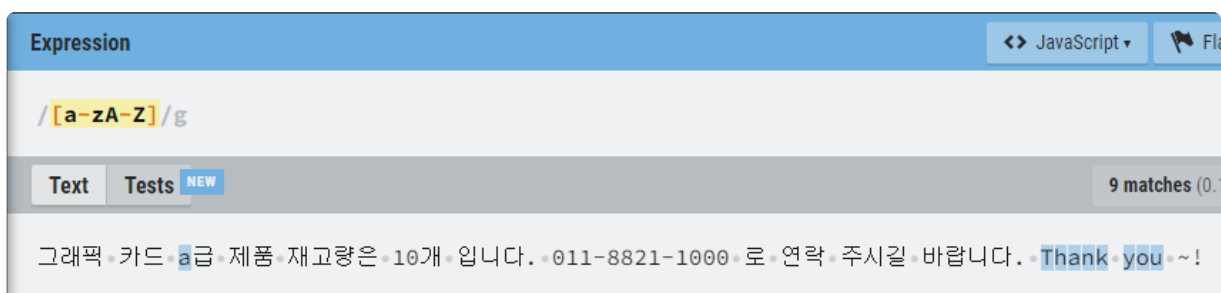 Expression
<> JavaScript ▾
/[a-zA-Z]/g
Text Tests NEW
9 matches (0.
그래픽 카드 a급 제품 재고량은 10개 입니다. 011-8821-1000 로 연락 주시길 바랍니다. Thank you ~!